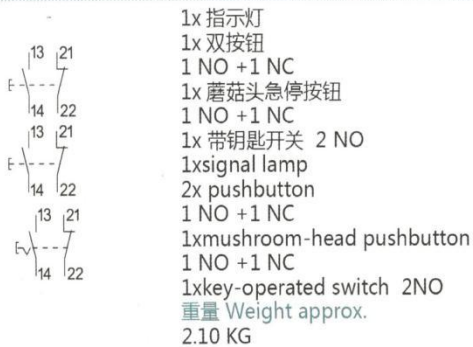 1x 指示灯
1x 双按钮
1 NO +1 NC
1x 蘑菇头急停按钮
1 NO +1 NC
1x 带钥匙开关 2 NO
1xsignal lamp
2x pushbutton
1 NO +1 NC
1xmushroom-head pushbutton
1 NO +1 NC
1xkey-operated switch 2NO
重量 Weight approx.
2.10 KG
13 21
14 22
13 21
14 22
13 21
14 22